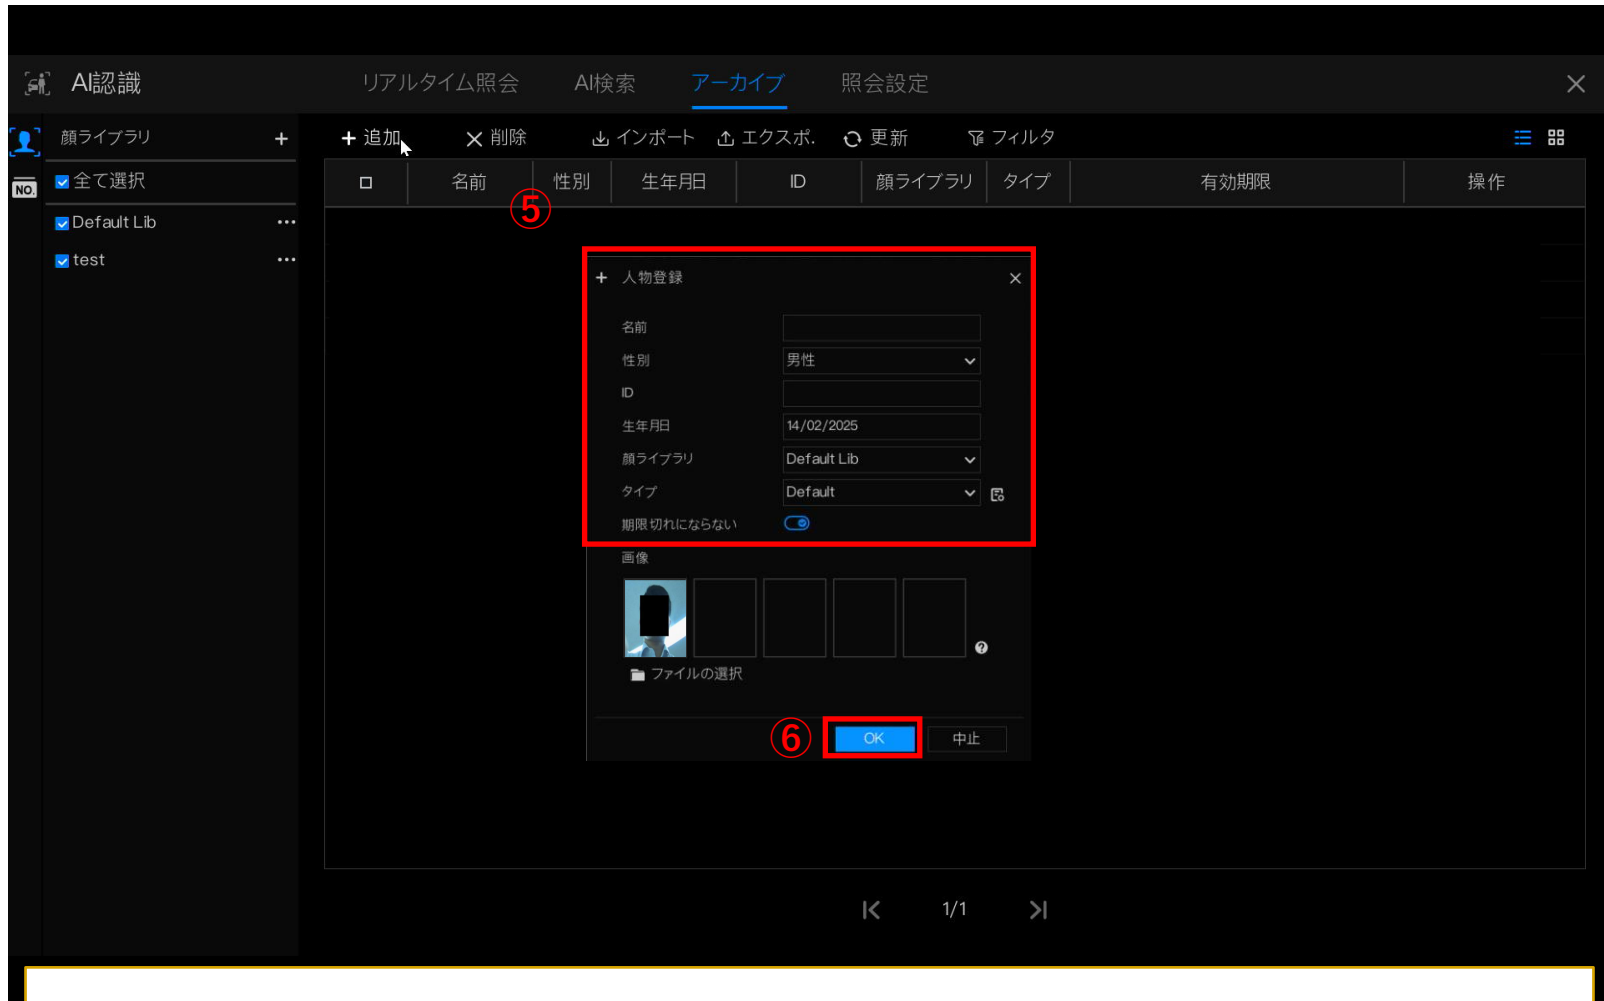 AI認識 リアルタイム照会 AI検索 アーカイブ 照会設定
顔ライブラリ + + 追加 × 削除 インポート エクスポ. 更新 フィルタ
NO. 全て選択 名前 性別 生年月日 ID 顔ライブラリ タイプ 有効期限 操作
⑤
Default Lib ...
test ...
+ 人物登録 ×
名前
性別 男性
ID
生年月日 14/02/2025
顔ライブラリ Default Lib
タイプ Default
期限切れにならない
画像
?
ファイルの選択
⑥ OK 中止
1/1